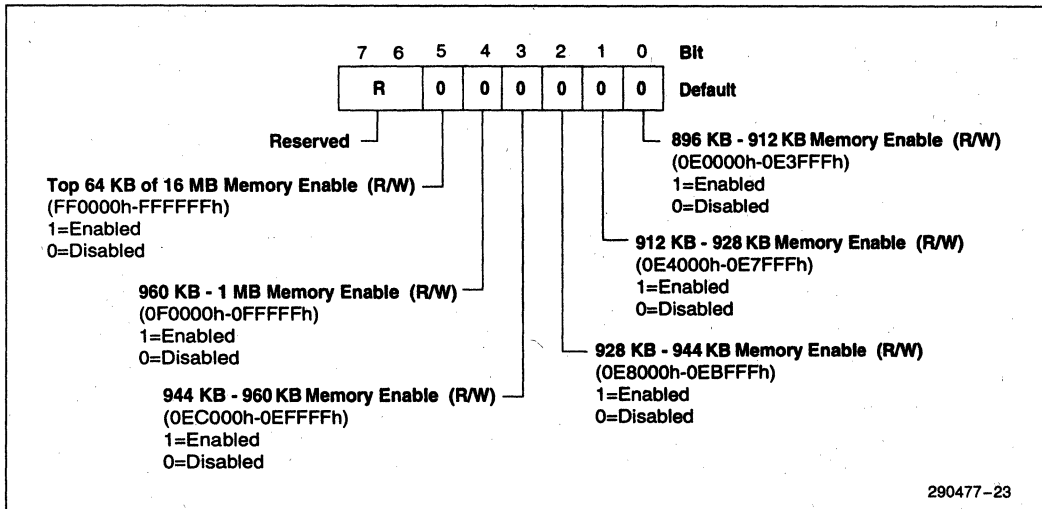 7 6 5 4 3 2 1 0 Bit
R 0 0 0 0 0 0 Default
Reserved
Top 64 KB of 16 MB Memory Enable (R/W)
(FF0000h-FFFFFFh)
1=Enabled
0=Disabled
960 KB - 1 MB Memory Enable (R/W)
(0F0000h-0FFFFFh)
1=Enabled
0=Disabled
944 KB - 960 KB Memory Enable (R/W)
(0EC000h-0EFFFFh)
1=Enabled
0=Disabled
896 KB - 912 KB Memory Enable (R/W)
(0E0000h-0E3FFFh)
1=Enabled
0=Disabled
912 KB - 928 KB Memory Enable (R/W)
(0E4000h-0E7FFFh)
1=Enabled
0=Disabled
928 KB - 944 KB Memory Enable (R/W)
(0E8000h-0EBFFFh)
1=Enabled
0=Disabled
290477-23